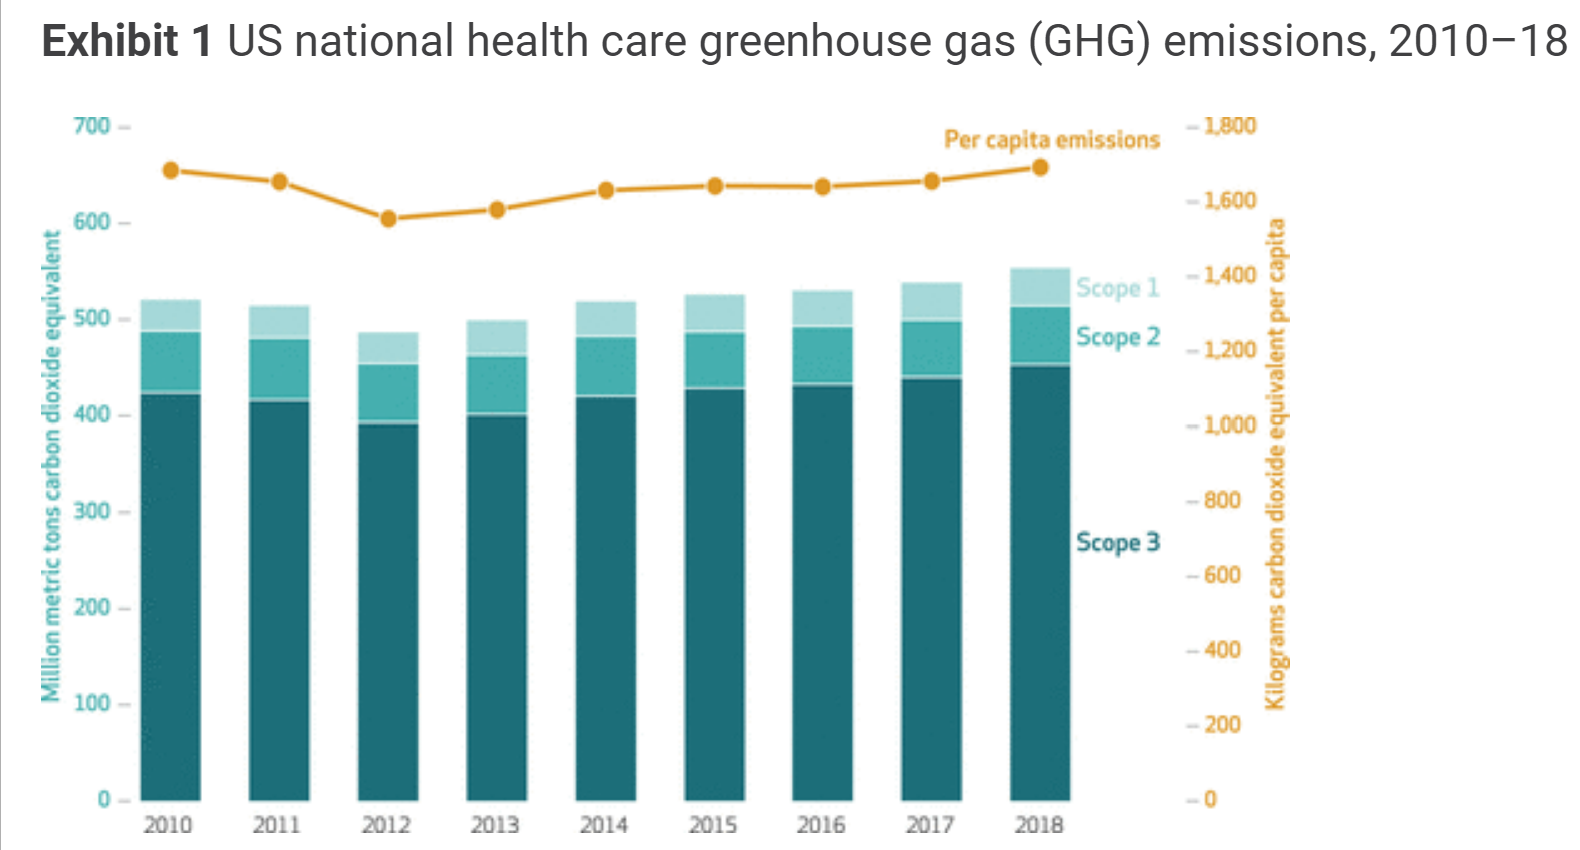 Exhibit 1 US national health care greenhouse gas (GHG) emissions, 2010–18
Million metric tons carbon dioxide equivalent
700
600
500
400
300
200
100
0
Per capita emissions
Scope 1
Scope 2
Scope 3
1,800
1,600
1,400
1,200
1,000
800
600
400
200
0
Kilograms carbon dioxide equivalent per capita
2010 2011 2012 2013 2014 2015 2016 2017 2018